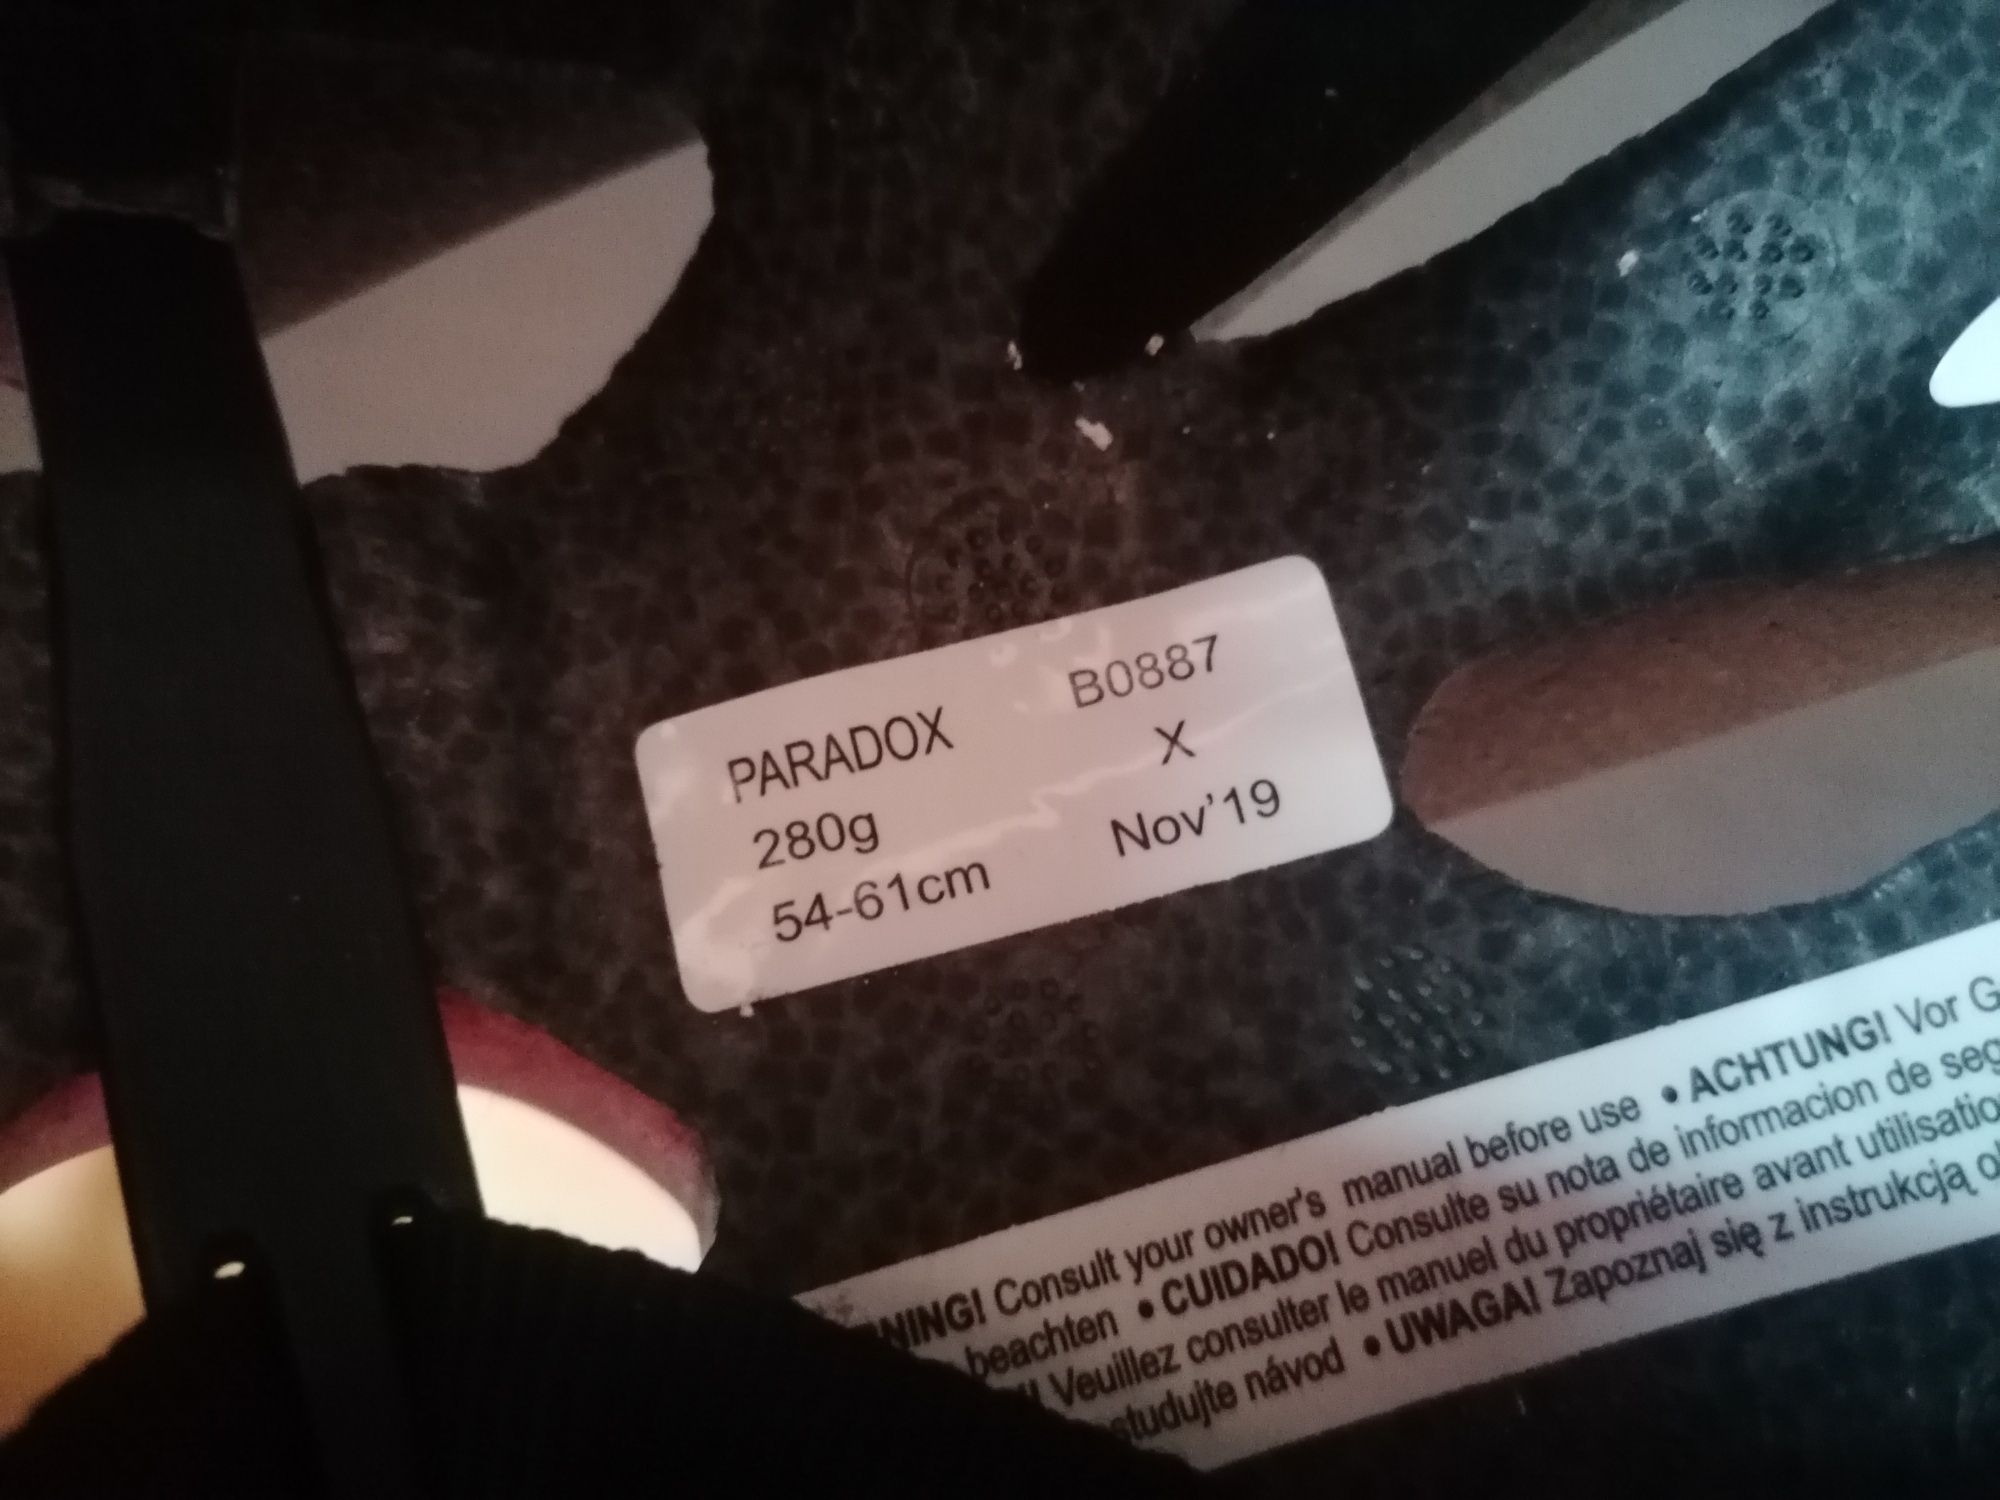 PARADOX B0887
280g X
54-61cm Nov'19
NING! Consult your owner's manual before use • ACHTUNG! Vor G
beachten • CUIDADO! Consulte su nota de informacion de seg
! Veuillez consulter le manuel du propriétaire avant utilisatio
studujte návod • UWAGA! Zapoznaj się z instrukcją o